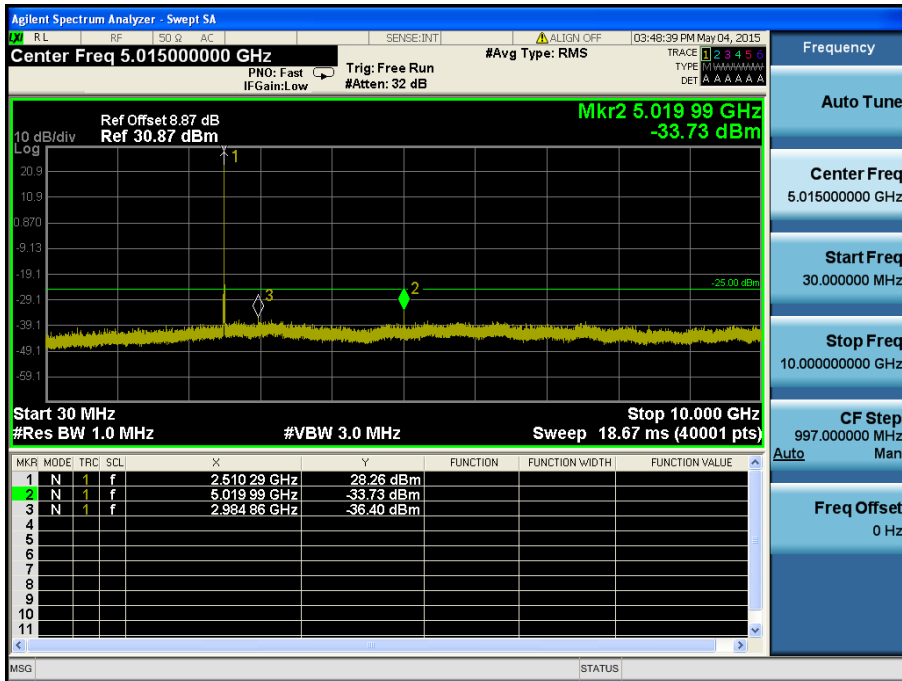 Agilent Spectrum Analyzer - Swept SA
LXI RL RF 50 Ω AC SENSE:INT ALIGN OFF 03:48:39 PM May 04, 2015
Center Freq 5.015000000 GHz
PNO: Fast
IFGain:Low
Trig: Free Run
#Atten: 32 dB
#Avg Type: RMS
TRACE 1 2 3 4 5 6
TYPE M W W W W W
DET A A A A A A
Mkr2 5.019 99 GHz
-33.73 dBm
Ref Offset 8.87 dB
10 dB/div Ref 30.87 dBm
Log
1
20.9
10.9
0.870
-9.13
-19.1
-25.00 dBm
-29.1
3
2
-39.1
-49.1
-59.1
Start 30 MHz Stop 10.000 GHz
#Res BW 1.0 MHz #VBW 3.0 MHz Sweep 18.67 ms (40001 pts)
MKR MODE TRC SCL X Y FUNCTION FUNCTION WIDTH FUNCTION VALUE
1 N 1 f 2.510 29 GHz 28.26 dBm
2 N 1 f 5.019 99 GHz -33.73 dBm
3 N 1 f 2.984 86 GHz -36.40 dBm
4
5
6
7
8
9
10
11
MSG STATUS
Frequency
Auto Tune
Center Freq
5.015000000 GHz
Start Freq
30.000000 MHz
Stop Freq
10.000000000 GHz
CF Step
997.000000 MHz
Auto Man
Freq Offset
0 Hz